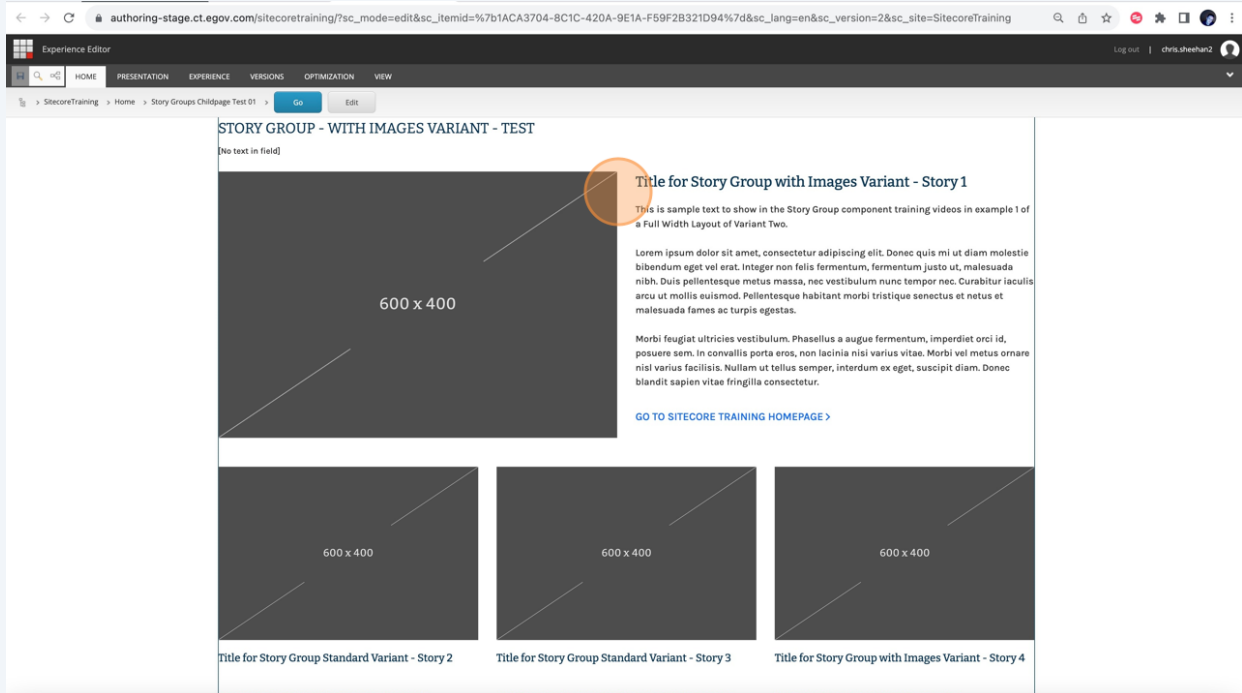 authoring-stage.ct.egov.com/sitecoretraining/?sc_mode=edit&sc_itemid=%7b1ACA3704-8C1C-420A-9E1A-F59F2B321D94%7d&sc_lang=en&sc_version=2&sc_site=SitecoreTraining
Experience Editor
Log out | chris.sheehan2
HOME PRESENTATION EXPERIENCE VERSIONS OPTIMIZATION VIEW
SitecoreTraining > Home > Story Groups Childpage Test 01 > Go Edit
STORY GROUP - WITH IMAGES VARIANT - TEST
[No text in field]
600 x 400
Title for Story Group with Images Variant - Story 1
This is sample text to show in the Story Group component training videos in example 1 of
a Full Width Layout of Variant Two.
Lorem ipsum dolor sit amet, consectetur adipiscing elit. Donec quis mi ut diam molestie
bibendum eget vel erat. Integer non felis fermentum, fermentum justo ut, malesuada
nibh. Duis pellentesque metus massa, nec vestibulum nunc tempor nec. Curabitur iaculis
arcu ut mollis euismod. Pellentesque habitant morbi tristique senectus et netus et
malesuada fames ac turpis egestas.
Morbi feugiat ultricies vestibulum. Phasellus a augue fermentum, imperdiet orci id,
posuere sem. In convallis porta eros, non lacinia nisi varius vitae. Morbi vel metus ornare
nisl varius facilisis. Nullam ut tellus semper, interdum ex eget, suscipit diam. Donec
blandit sapien vitae fringilla consectetur.
GO TO SITECORE TRAINING HOMEPAGE >
600 x 400
600 x 400
600 x 400
Title for Story Group Standard Variant - Story 2
Title for Story Group Standard Variant - Story 3
Title for Story Group with Images Variant - Story 4